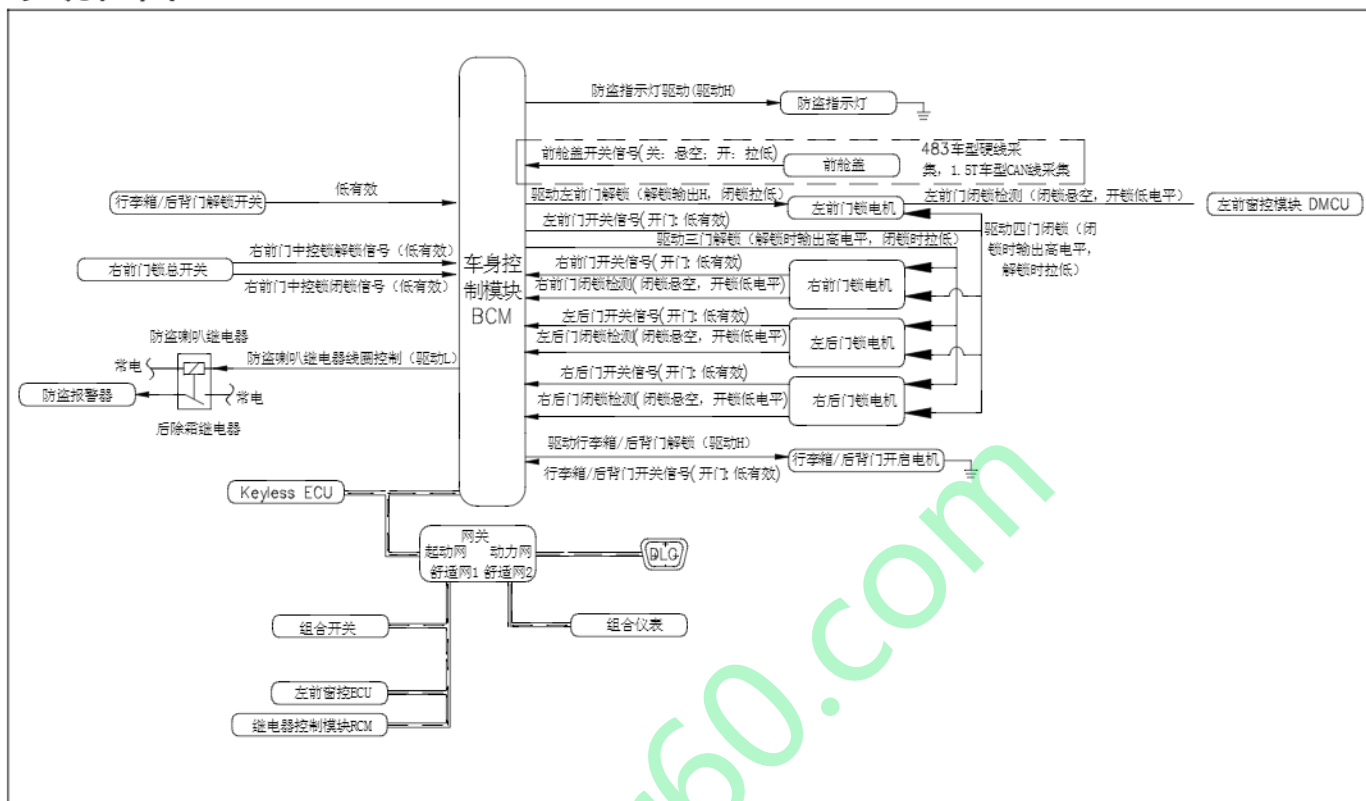 防盗指示灯驱动(驱动H)
防盗指示灯
前舱盖开关信号(关：悬空；开：拉低)
前舱盖
483车型硬线采
集，1.5T车型CAN线采集
行李箱/后背门解锁开关
低有效
驱动左前门解锁（解锁输出H，闭锁拉低）
左前门锁电机
左前门闭锁检测（闭锁悬空，开锁低电平）
左前窗控模块 DMCU
左前门开关信号(开门：低有效)
驱动三门解锁（解锁时输出高电平，闭锁时拉低）
驱动四门闭锁（闭
锁时输出高电平，
解锁时拉低）
右前门锁总开关
右前门中控锁解锁信号（低有效）
右前门中控锁闭锁信号（低有效）
车身控
制模块
BCM
右前门开关信号(开门：低有效)
右前门闭锁检测(闭锁悬空，开锁低电平)
右前门锁电机
左后门开关信号(开门：低有效)
左后门闭锁检测(闭锁悬空，开锁低电平)
左后门锁电机
右后门开关信号(开门：低有效)
右后门闭锁检测(闭锁悬空，开锁低电平)
右后门锁电机
防盗喇叭继电器
常电
防盗喇叭继电器线圈控制（驱动L）
防盗报警器
常电
后除霜继电器
驱动行李箱/后背门解锁（驱动H）
行李箱/后背门开关信号(开门：低有效)
行李箱/后背门开启电机
Keyless ECU
网关
起动网 动力网
舒适网1 舒适网2
DLC
组合开关
组合仪表
左前窗控ECU
继电器控制模块RCM
60.com